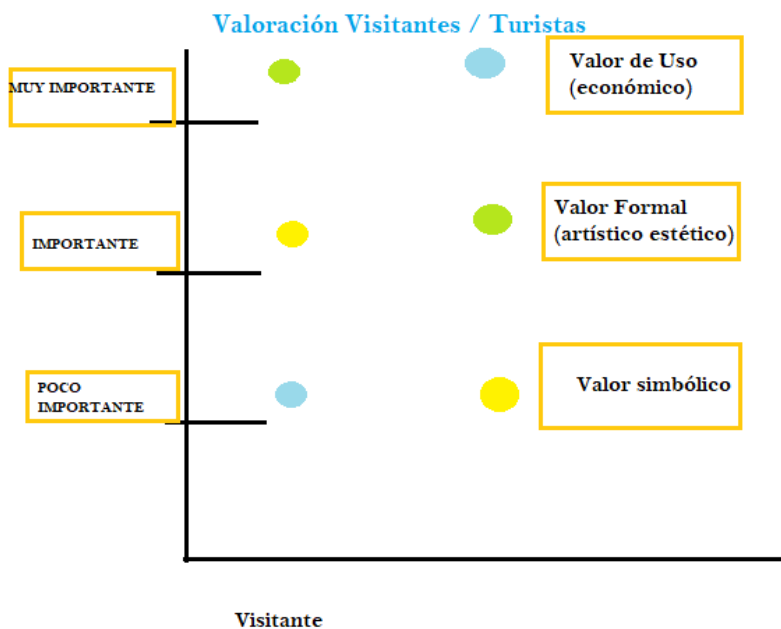 Valoración Visitantes / Turistas
MUY IMPORTANTE
Valor de Uso
(económico)
IMPORTANTE
Valor Formal
(artístico estético)
POCO
IMPORTANTE
Valor simbólico
Visitante